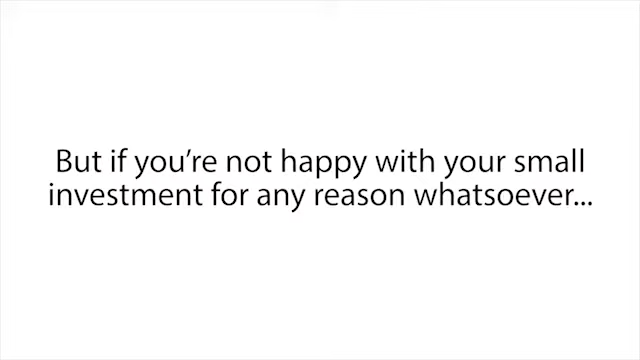 But if you’re not happy with your small
investment for any reason whatsoever...